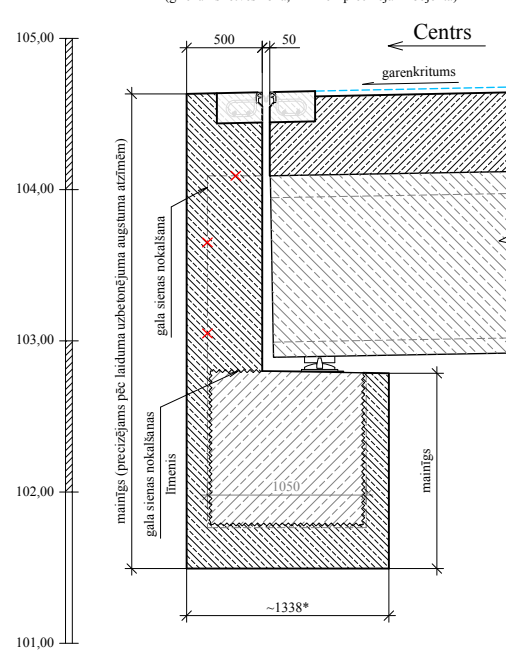 Centrs
105,00
500
50
garenkritums
mainīgs (precizējams pēc laiduma uzbetonējuma augstuma atzīmēm)
104,00
gala sienas nokalšana
103,00
gala sienas nokalšanas
līmenis
mainīgs
102,00
1050
~1338*
101,00